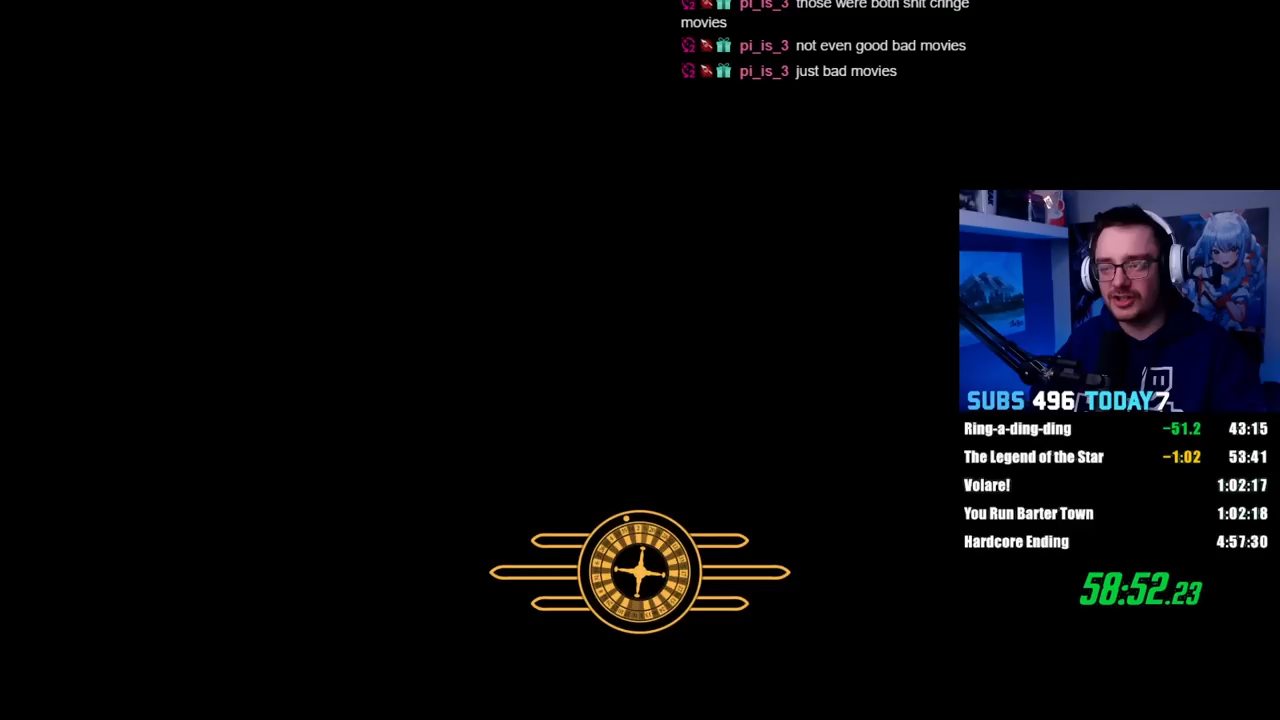 pi_is_3 those were both shit cringe
movies
pi_is_3 not even good bad movies
pi_is_3 just bad movies
SUBS 496 TODAY 7
Ring-a-ding-ding -51.2 43:15
The Legend of the Star -1:02 53:41
Volare! 1:02:17
You Run Barter Town 1:02:18
Hardcore Ending 4:57:30
58:52.23